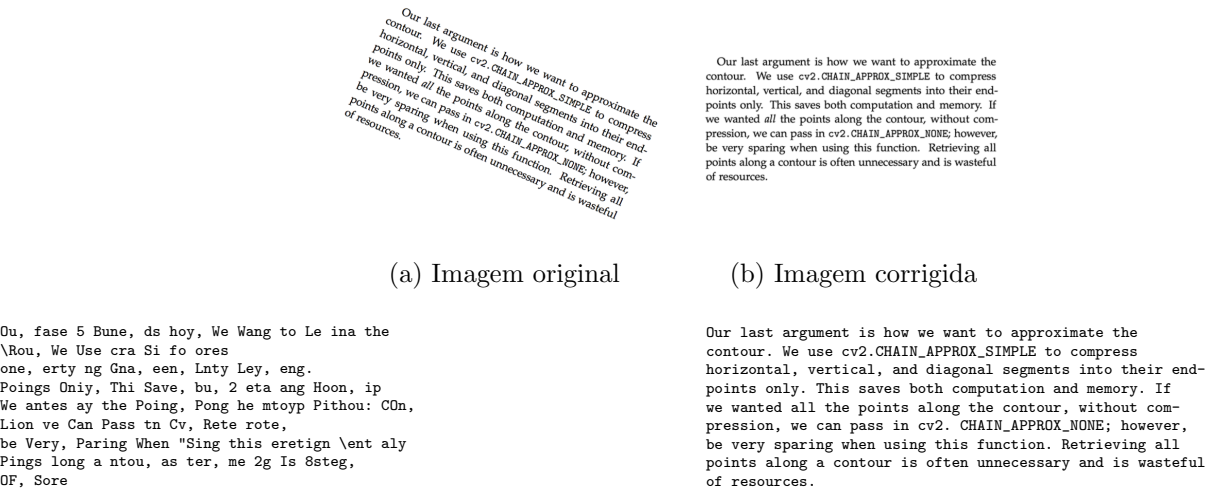 Our last argument is how we want to approximate the
contour. We use cv2.CHAIN_APPROX_SIMPLE to compress
horizontal, vertical, and diagonal segments into their end-
points only. This saves both computation and memory. If
we wanted all the points along the contour, without com-
pression, we can pass in cv2.CHAIN_APPROX_NONE; however,
be very sparing when using this function. Retrieving all
points along a contour is often unnecessary and is wasteful
of resources.
(a) Imagem original
Our last argument is how we want to approximate the
contour. We use cv2.CHAIN_APPROX_SIMPLE to compress
horizontal, vertical, and diagonal segments into their end-
points only. This saves both computation and memory. If
we wanted all the points along the contour, without com-
pression, we can pass in cv2.CHAIN_APPROX_NONE; however,
be very sparing when using this function. Retrieving all
points along a contour is often unnecessary and is wasteful
of resources.
(b) Imagem corrigida
Ou, fase 5 Bune, ds hoy, We Wang to Le ina the
\Rou, We Use cra Si fo ores
one, erty ng Gna, een, Lnty Ley, eng.
Poings Oniy, Thi Save, bu, 2 eta ang Hoon, ip
We antes ay the Poing, Pong he mtoyp Pithou: COn,
Lion ve Can Pass tn Cv, Rete rote,
be Very, Paring When "Sing this eretign \ent aly
Pings long a ntou, as ter, me 2g Is 8steg,
OF, Sore
Our last argument is how we want to approximate the
contour. We use cv2.CHAIN_APPROX_SIMPLE to compress
horizontal, vertical, and diagonal segments into their end-
points only. This saves both computation and memory. If
we wanted all the points along the contour, without com-
pression, we can pass in cv2. CHAIN_APPROX_NONE; however,
be very sparing when using this function. Retrieving all
points along a contour is often unnecessary and is wasteful
of resources.